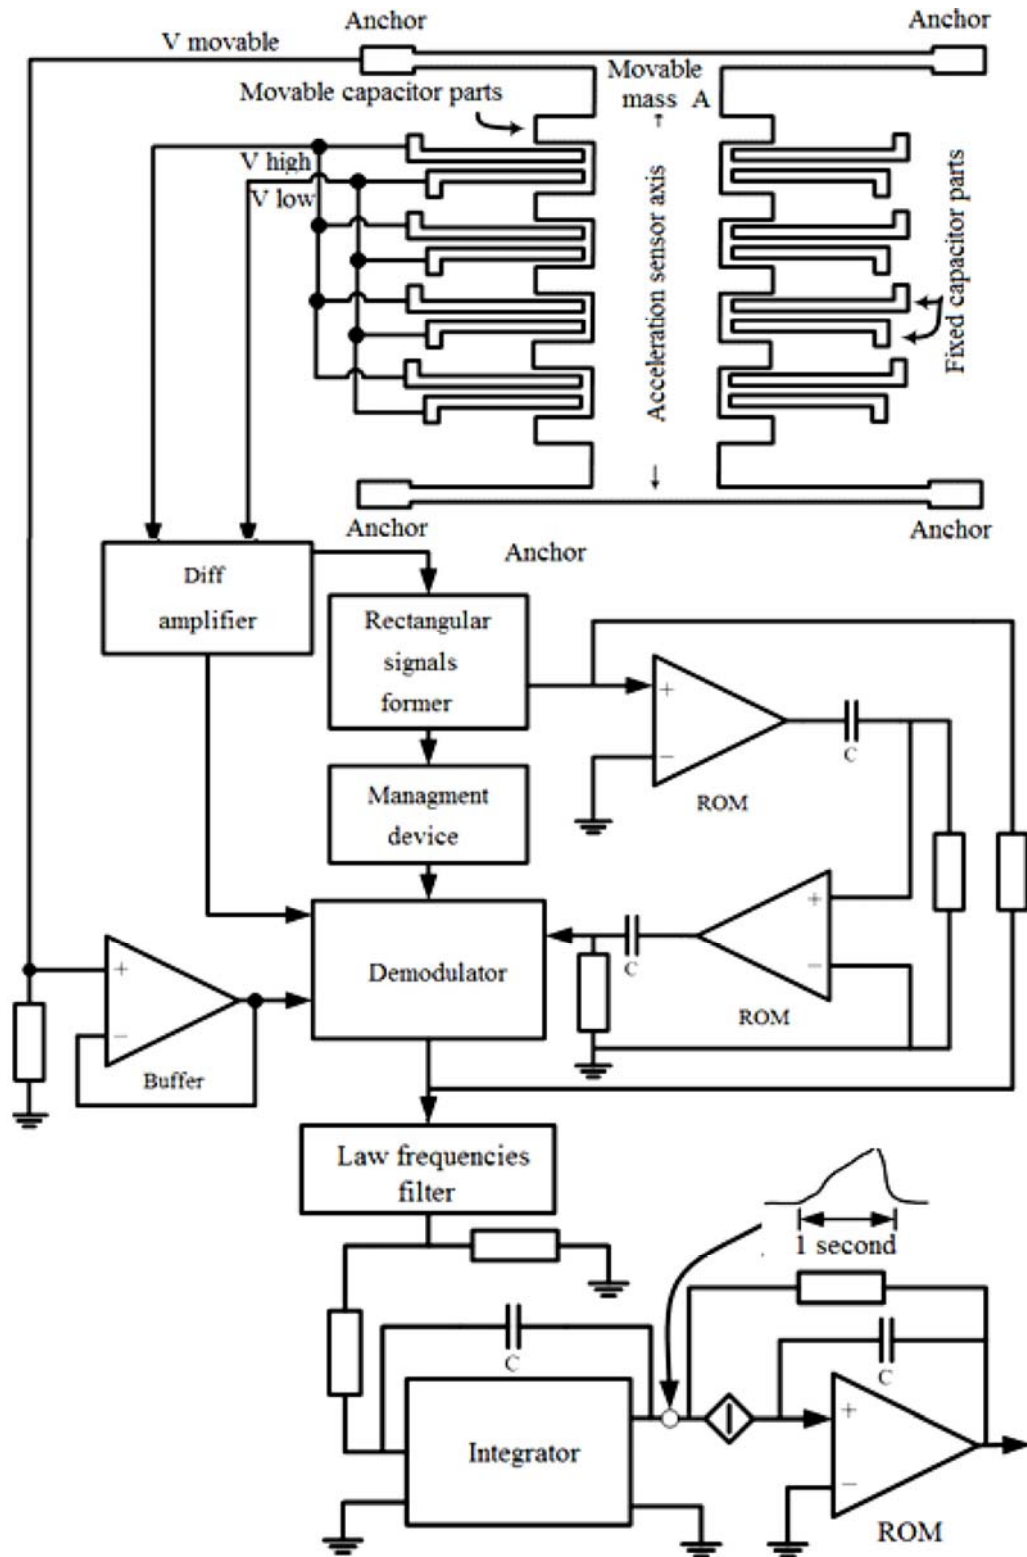 Anchor
Anchor
V movable
Movable
mass A
Movable capacitor parts
V high
V low
Acceleration sensor axis
Fixed capacitor parts
Anchor
Anchor
Anchor
Diff
amplifier
Rectangular
signals
former
+
−
C
ROM
Managment
device
+
−
C
ROM
Demodulator
+
−
Buffer
Law frequencies
filter
1 second
C
C
Integrator
+
−
ROM